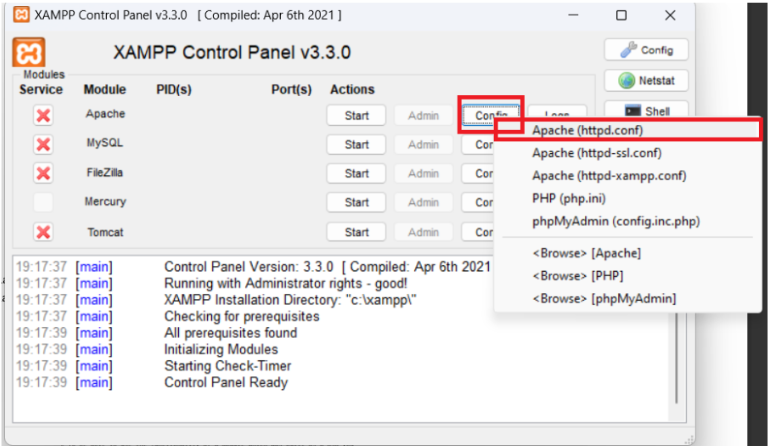 XAMPP Control Panel v3.3.0 [ Compiled: Apr 6th 2021 ]
XAMPP Control Panel v3.3.0
Config
Netstat
Shell
Modules
Service Module PID(s) Port(s) Actions
Apache Start Admin Config Logs
MySQL Start Admin
FileZilla Start Admin
Mercury Start Admin
Tomcat Start Admin
Apache (httpd.conf)
Apache (httpd-ssl.conf)
Apache (httpd-xampp.conf)
PHP (php.ini)
phpMyAdmin (config.inc.php)
<Browse> [Apache]
<Browse> [PHP]
<Browse> [phpMyAdmin]
19:17:37 [main] Control Panel Version: 3.3.0 [ Compiled: Apr 6th 2021
19:17:37 [main] Running with Administrator rights - good!
19:17:37 [main] XAMPP Installation Directory: "c:\xampp\"
19:17:37 [main] Checking for prerequisites
19:17:39 [main] All prerequisites found
19:17:39 [main] Initializing Modules
19:17:39 [main] Starting Check-Timer
19:17:39 [main] Control Panel Ready